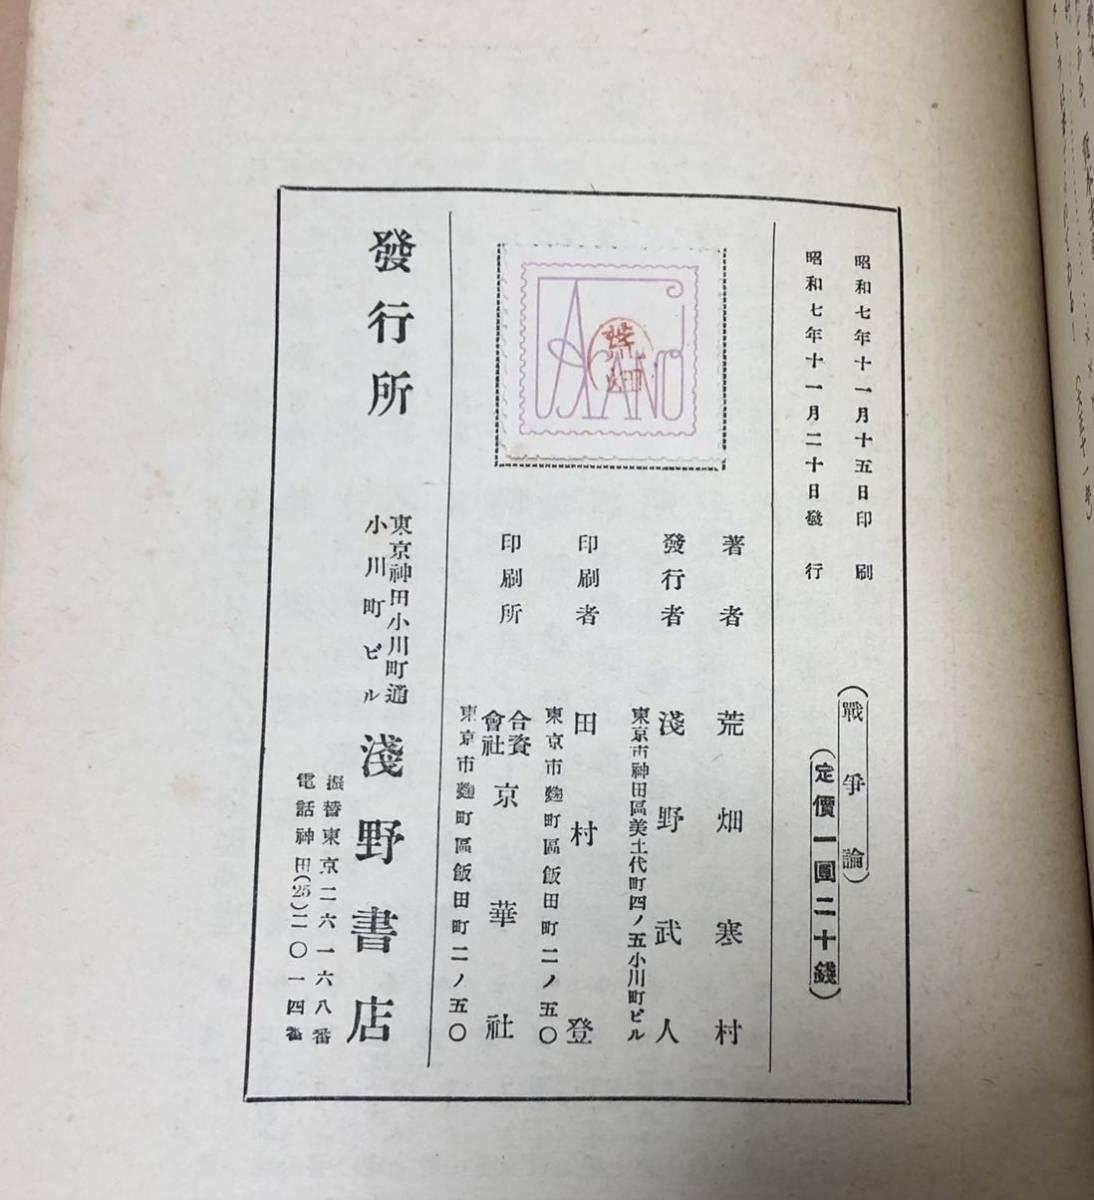 昭和七年十一月十五日印刷
昭和七年十一月二十日發行
(戰爭論)
(定價一圓二十錢)
著者 荒畑寒村
發行者 淺野武人
東京市神田區美土代町四ノ五小川町ビル
印刷者 田村登
東京市麴町區飯田町二ノ五〇
印刷所 合資會社 京華社
東京市麴町區飯田町二ノ五〇
ASANO
荒畑
發行所
東京神田小川町通
小川町ビル
淺野書店
振替東京二六一六八番
電話神田(25)二〇一四番